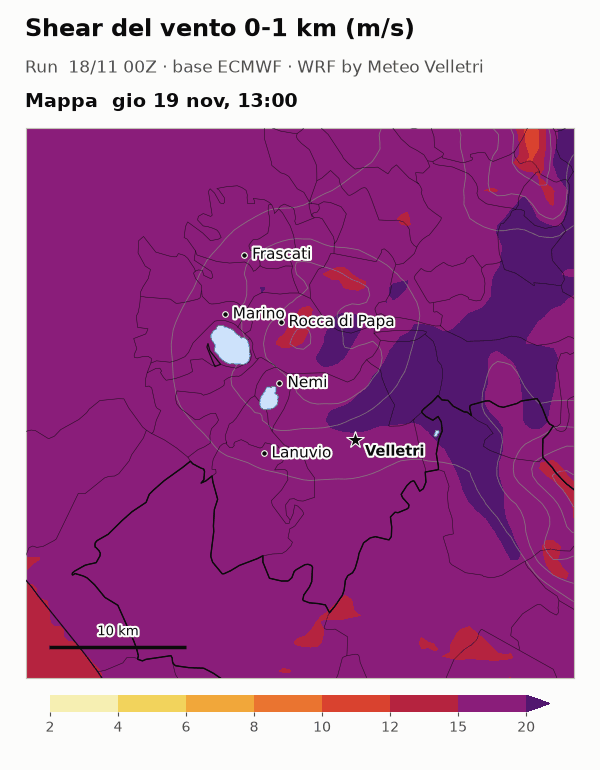 Shear del vento 0-1 km (m/s)
Run  18/11 00Z · base ECMWF · WRF by Meteo Velletri
Mappa  gio 19 nov, 13:00
Frascati
Marino
Rocca di Papa
Nemi
Velletri
Lanuvio
10 km
2 4 6 8 10 12 15 20